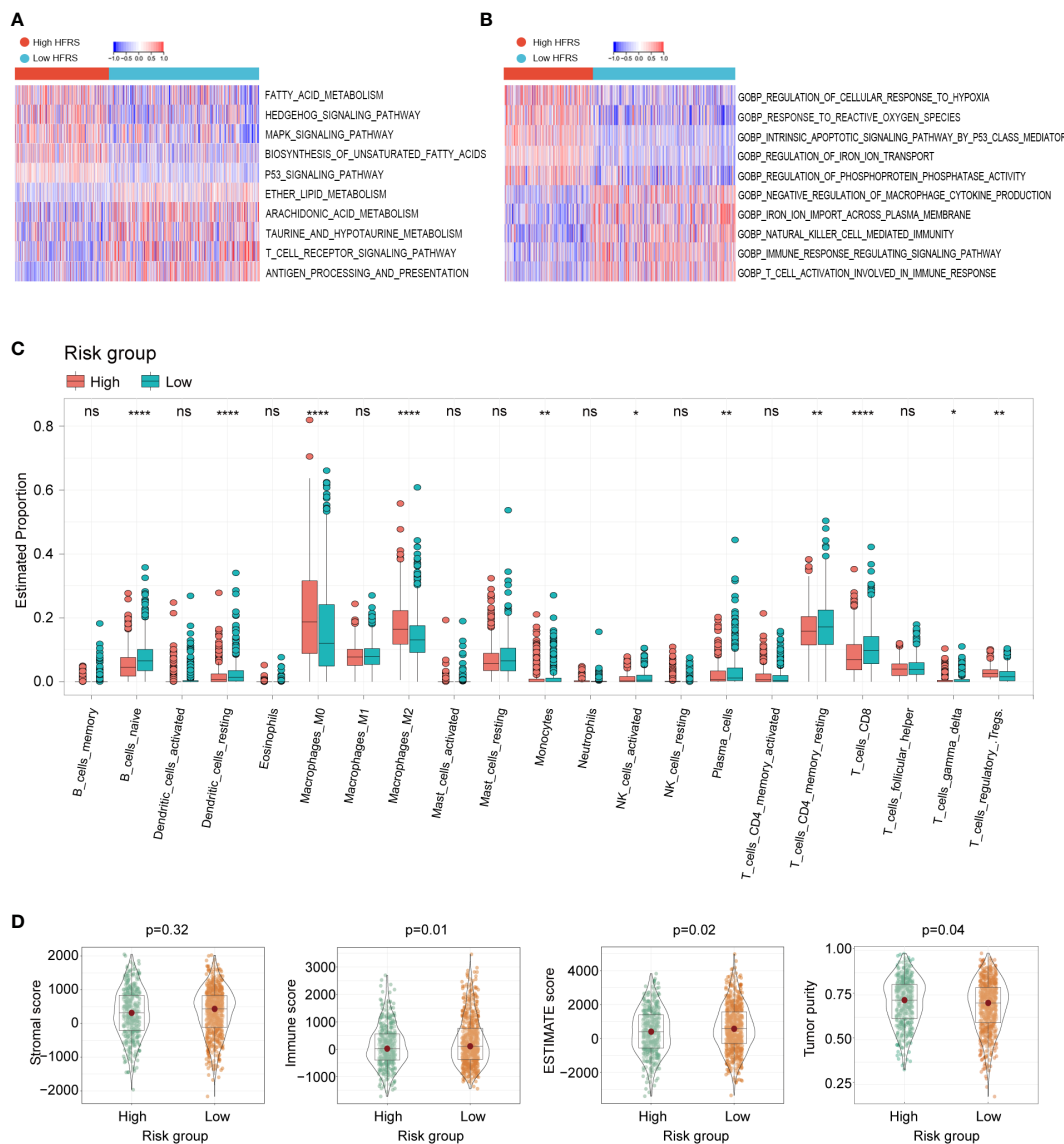 A
High HFRS
Low HFRS
-1.0 -0.5 0.0 0.5 1.0
FATTY_ACID_METABOLISM
HEDGEHOG_SIGNALING_PATHWAY
MAPK_SIGNALING_PATHWAY
BIOSYNTHESIS_OF_UNSATURATED_FATTY_ACIDS
P53_SIGNALING_PATHWAY
ETHER_LIPID_METABOLISM
ARACHIDONIC_ACID_METABOLISM
TAURINE_AND_HYPOTAURINE_METABOLISM
T_CELL_RECEPTOR_SIGNALING_PATHWAY
ANTIGEN_PROCESSING_AND_PRESENTATION
B
High HFRS
Low HFRS
-1.0 -0.5 0.0 0.5 1.0
GOBP_REGULATION_OF_CELLULAR_RESPONSE_TO_HYPOXIA
GOBP_RESPONSE_TO_REACTIVE_OXYGEN_SPECIES
GOBP_INTRINSIC_APOPTOTIC_SIGNALING_PATHWAY_BY_P53_CLASS_MEDIATOR
GOBP_REGULATION_OF_IRON_ION_TRANSPORT
GOBP_REGULATION_OF_PHOSPHOPROTEIN_PHOSPHATASE_ACTIVITY
GOBP_NEGATIVE_REGULATION_OF_MACROPHAGE_CYTOKINE_PRODUCTION
GOBP_IRON_ION_IMPORT_ACROSS_PLASMA_MEMBRANE
GOBP_NATURAL_KILLER_CELL_MEDIATED_IMMUNITY
GOBP_IMMUNE_RESPONSE_REGULATING_SIGNALING_PATHWAY
GOBP_T_CELL_ACTIVATION_INVOLVED_IN_IMMUNE_RESPONSE
C
Risk group
High Low
ns **** ns **** ns **** ns **** ns ns ** ns * ns ** ns ** **** ns * **
Estimated Proportion
0.8
0.6
0.4
0.2
0.0
B_cells_memory
B_cells_naive
Dendritic_cells_activated
Dendritic_cells_resting
Eosinophils
Macrophages_M0
Macrophages_M1
Macrophages_M2
Mast_cells_activated
Mast_cells_resting
Monocytes
Neutrophils
NK_cells_activated
NK_cells_resting
Plasma_cells
T_cells_CD4_memory_activated
T_cells_CD4_memory_resting
T_cells_CD8
T_cells_follicular_helper
T_cells_gamma_delta
T_cells_regulatory_.Tregs.
D
p=0.32
Stromal score
2000
1000
0
−1000
−2000
High Low
Risk group
p=0.01
Immune score
3000
2000
1000
0
−1000
High Low
Risk group
p=0.02
ESTIMATE score
4000
2000
0
−2000
High Low
Risk group
p=0.04
Tumor purity
1.00
0.75
0.50
0.25
High Low
Risk group